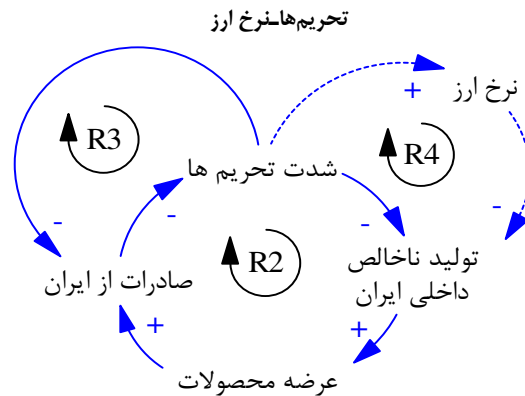 تحریم‌هاـنرخ ارز
نرخ ارز
+
R3
R4
شدت تحریم ها
-
-
-
-
R2
تولید ناخالص
داخلی ایران
صادرات از ایران
+
+
عرضه محصولات